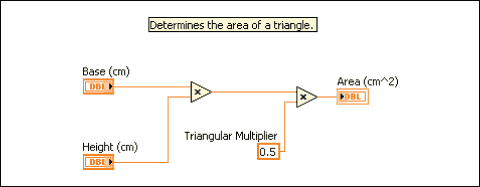 Determines the area of a triangle.
Base (cm)
DBL
Area (cm^2)
DBL
Triangular Multiplier
0.5
Height (cm)
DBL